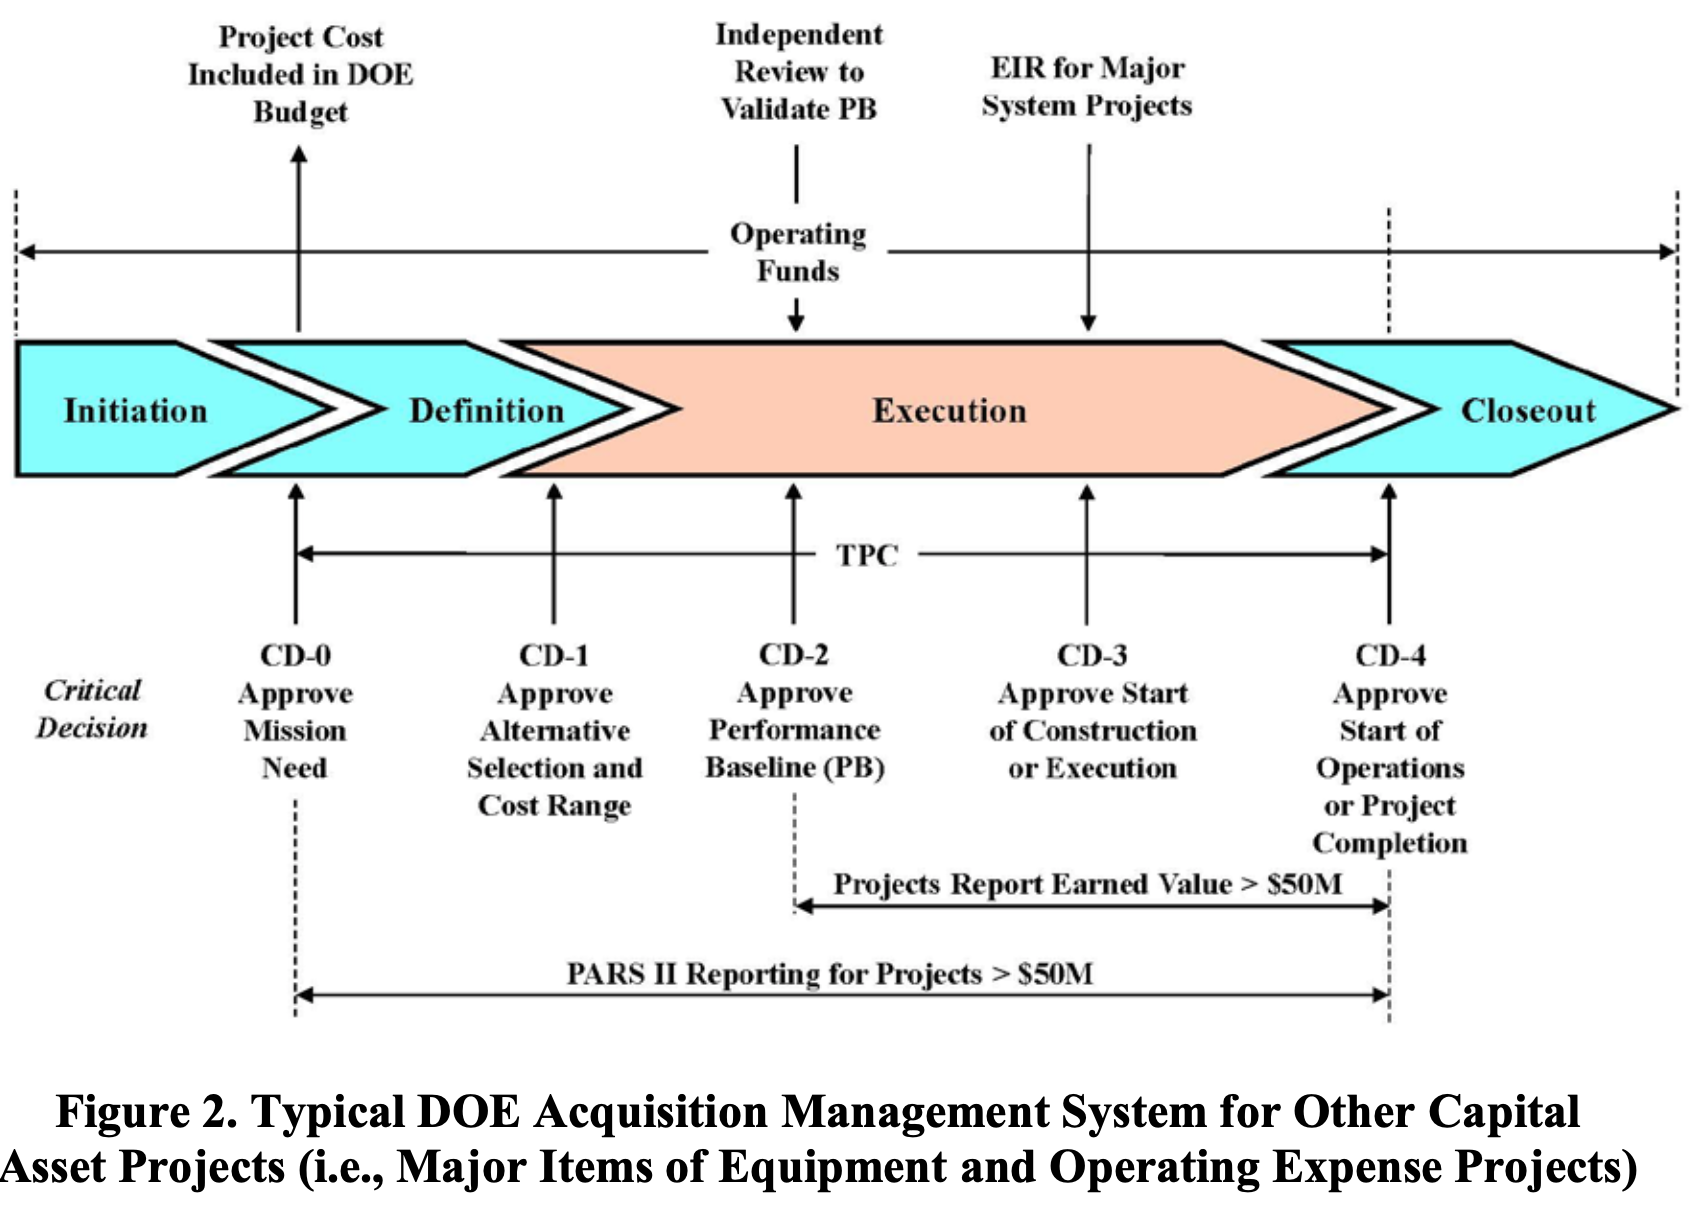 Project Cost
Included in DOE
Budget
Independent
Review to
Validate PB
EIR for Major
System Projects
Operating
Funds
Initiation
Definition
Execution
Closeout
TPC
Critical
Decision
CD-0
Approve
Mission
Need
CD-1
Approve
Alternative
Selection and
Cost Range
CD-2
Approve
Performance
Baseline (PB)
CD-3
Approve Start
of Construction
or Execution
CD-4
Approve
Start of
Operations
or Project
Completion
Projects Report Earned Value > $50M
PARS II Reporting for Projects > $50M
Figure 2. Typical DOE Acquisition Management System for Other Capital
Asset Projects (i.e., Major Items of Equipment and Operating Expense Projects)